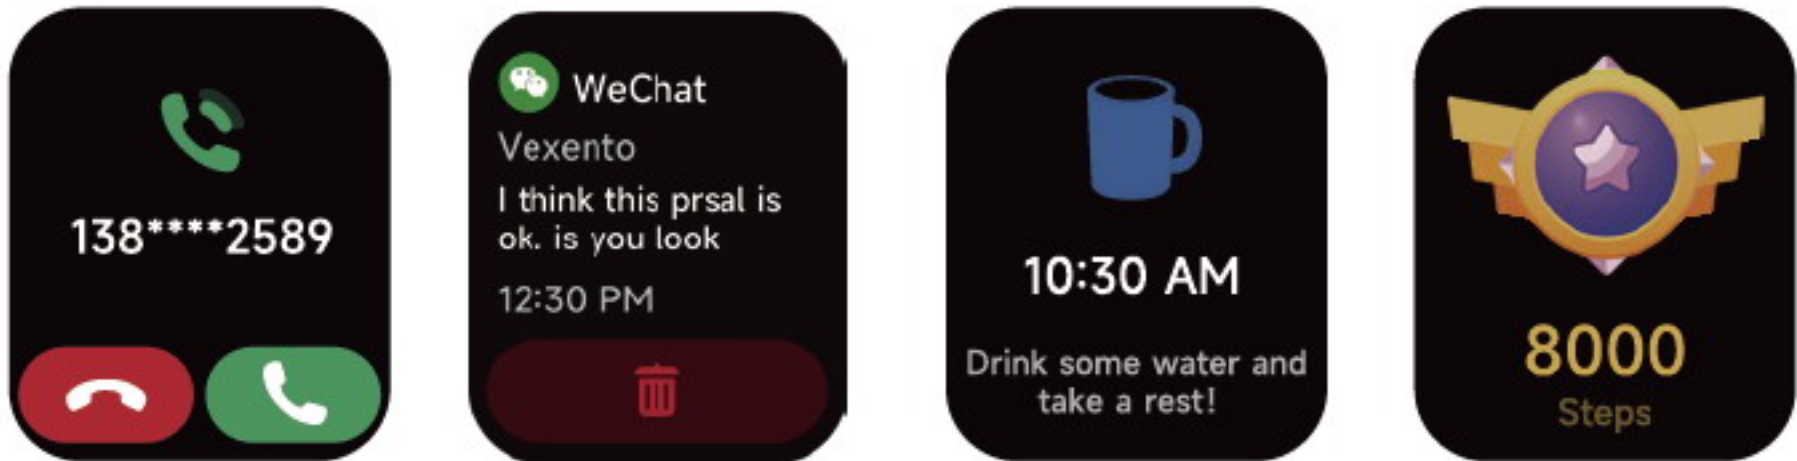 138****2589
WeChat
Vexento
I think this prsal is
ok. is you look
12:30 PM
10:30 AM
Drink some water and
take a rest!
8000
Steps